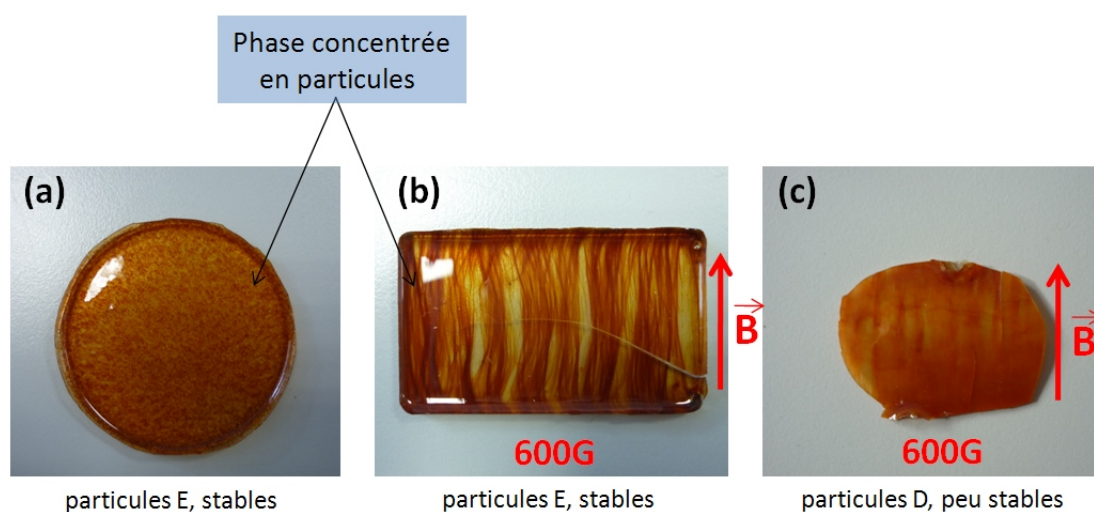 Phase concentrée
en particules
(a)
(b)
(c)
B
B
600G
600G
particules E, stables
particules E, stables
particules D, peu stables